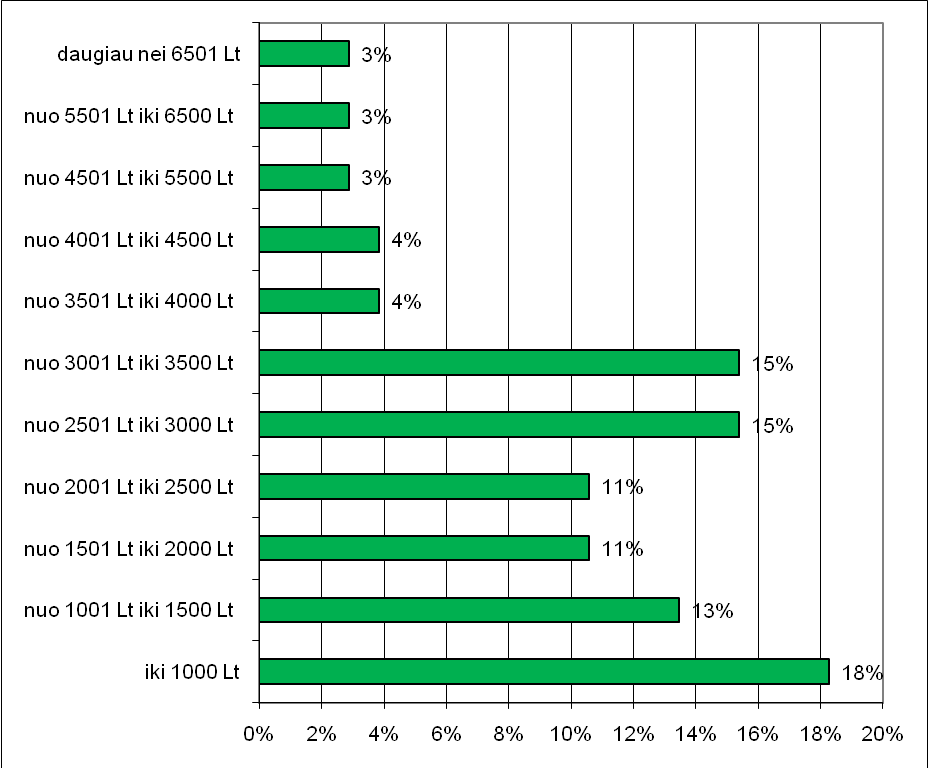 daugiau nei 6501 Lt 3%
nuo 5501 Lt iki 6500 Lt 3%
nuo 4501 Lt iki 5500 Lt 3%
nuo 4001 Lt iki 4500 Lt 4%
nuo 3501 Lt iki 4000 Lt 4%
nuo 3001 Lt iki 3500 Lt 15%
nuo 2501 Lt iki 3000 Lt 15%
nuo 2001 Lt iki 2500 Lt 11%
nuo 1501 Lt iki 2000 Lt 11%
nuo 1001 Lt iki 1500 Lt 13%
iki 1000 Lt 18%
0% 2% 4% 6% 8% 10% 12% 14% 16% 18% 20%